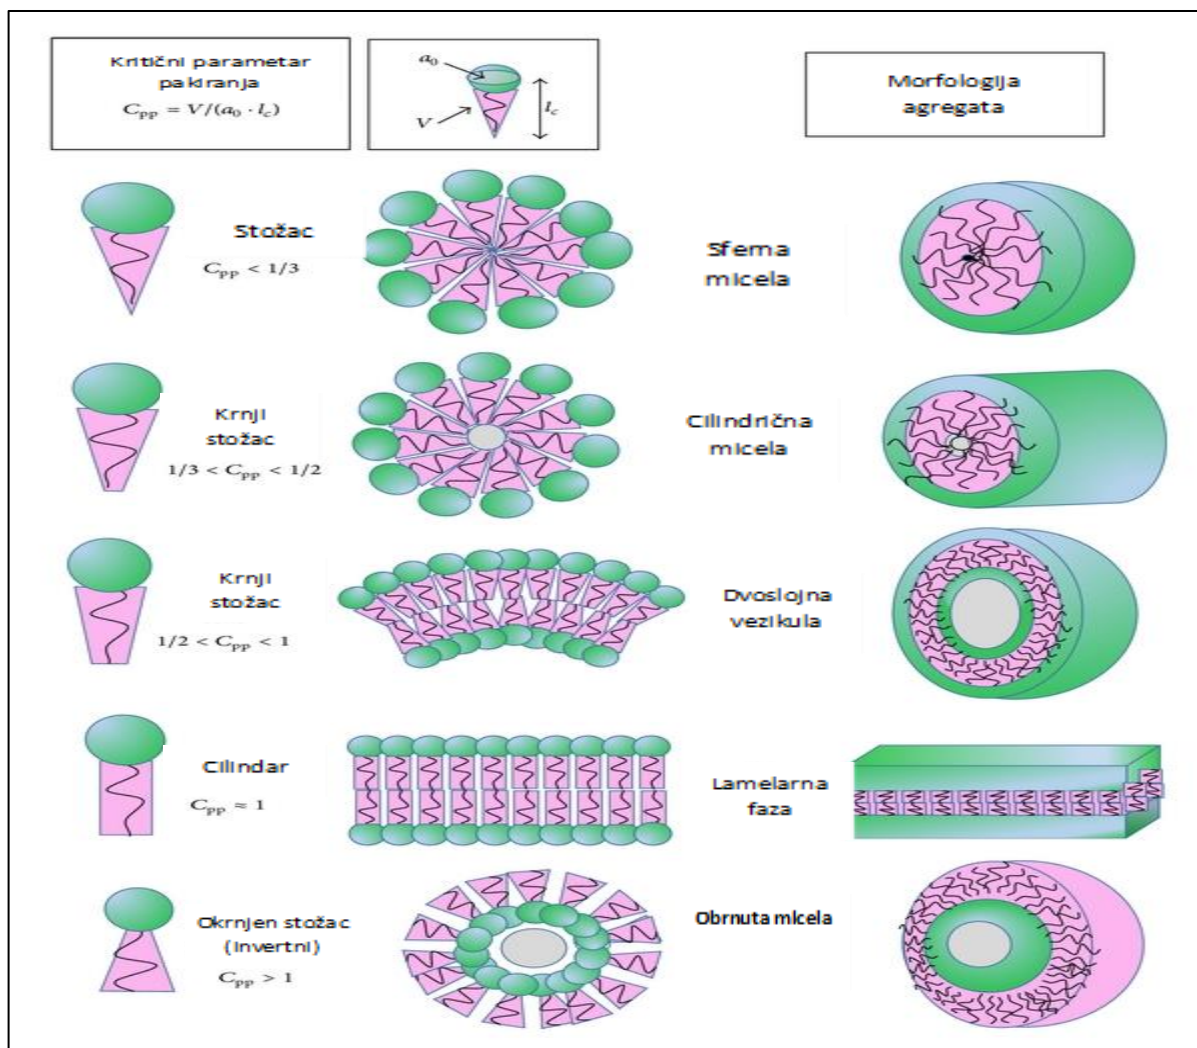 Kritični parametar
pakiranja
C_pp = V/(a_0 · l_c)
a_0
V
l_c
Morfologija
agregata
Stožac
C_pp < 1/3
Sferna
micela
Krnji
stožac
1/3 < C_pp < 1/2
Cilindrična
micela
Krnji
stožac
1/2 < C_pp < 1
Dvoslojna
vezikula
Cilindar
C_pp ≈ 1
Lamelarna
faza
Okrnjen stožac
(invertni)
C_pp > 1
Obrnuta micela